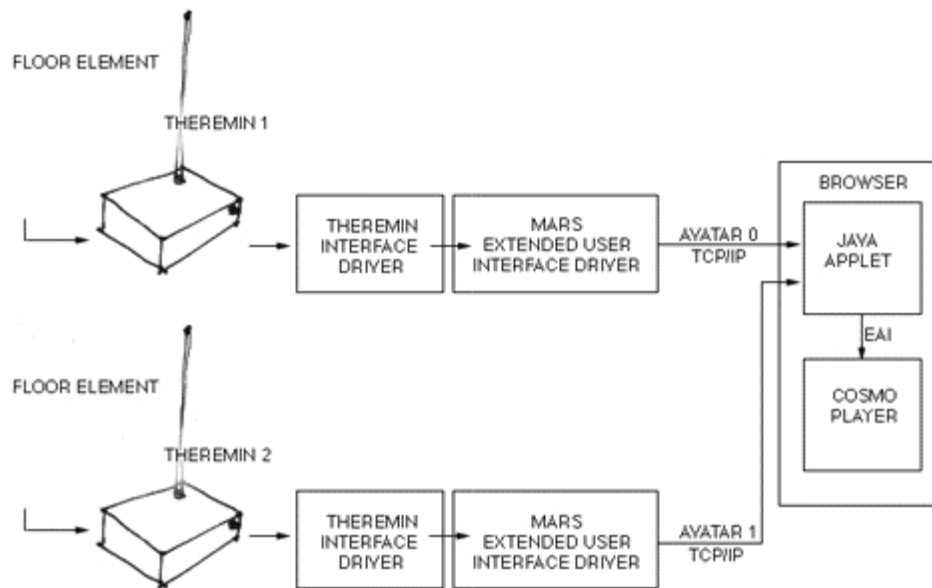 FLOOR ELEMENT
THEREMIN 1
THEREMIN
INTERFACE
DRIVER
MARS
EXTENDED USER
INTERFACE DRIVER
AVATAR 0
TCP/IP
BROWSER
JAVA
APPLET
EAI
COSMO
PLAYER
FLOOR ELEMENT
THEREMIN 2
THEREMIN
INTERFACE
DRIVER
MARS
EXTENDED USER
INTERFACE DRIVER
AVATAR 1
TCP/IP